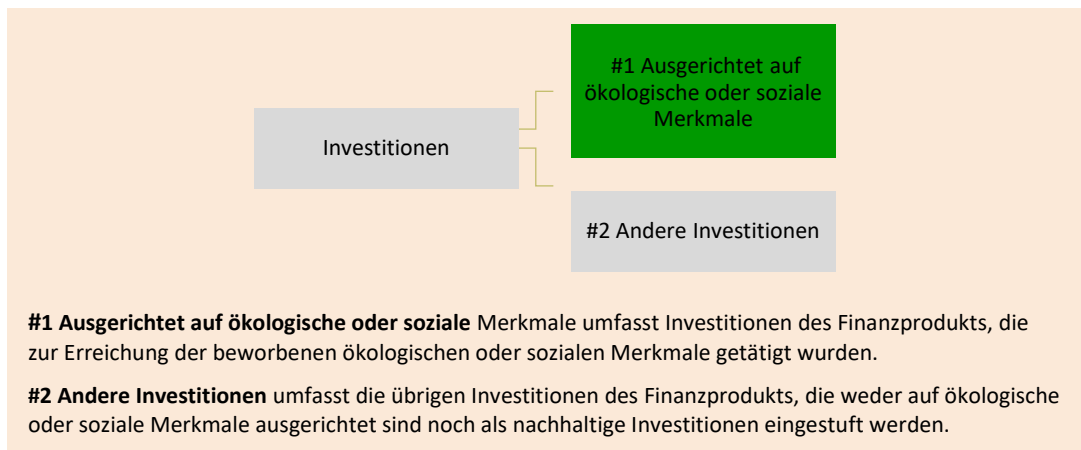 #1 Ausgerichtet auf
ökologische oder soziale
Merkmale
Investitionen
#2 Andere Investitionen
#1 Ausgerichtet auf ökologische oder soziale Merkmale umfasst Investitionen des Finanzprodukts, die
zur Erreichung der beworbenen ökologischen oder sozialen Merkmale getätigt wurden.
#2 Andere Investitionen umfasst die übrigen Investitionen des Finanzprodukts, die weder auf ökologische
oder soziale Merkmale ausgerichtet sind noch als nachhaltige Investitionen eingestuft werden.